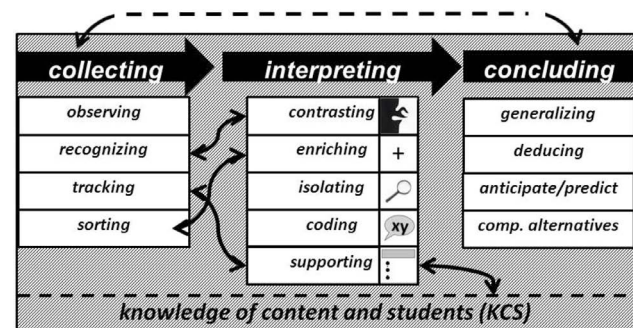 collecting interpreting concluding
observing contrasting generalizing
recognizing enriching + deducing
tracking isolating anticipate/predict
sorting coding xy comp. alternatives
supporting
knowledge of content and students (KCS)